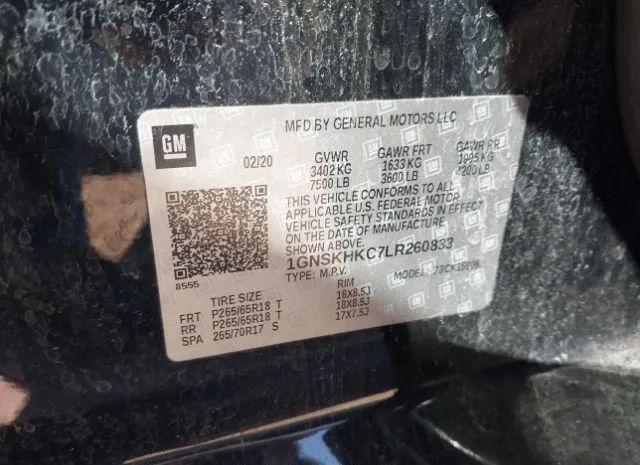 GM
MFD BY GENERAL MOTORS LLC
02/20 GVWR GAWR FRT GAWR RR
3402 KG 1633 KG 1905 KG
7500 LB 3600 LB 4200 LB
THIS VEHICLE CONFORMS TO ALL
APPLICABLE U.S. FEDERAL MOTOR
VEHICLE SAFETY STANDARDS IN EFFECT
ON THE DATE OF MANUFACTURE
SHOWN ABOVE.
1GNSKHKC7LR260833
8555
TYPE: M.P.V. MODEL:
TIRE SIZE RIM
FRT P265/65R18 T 18X8.5J
RR P265/65R18 T 18X8.5J
SPA 265/70R17 S 17X7.5J